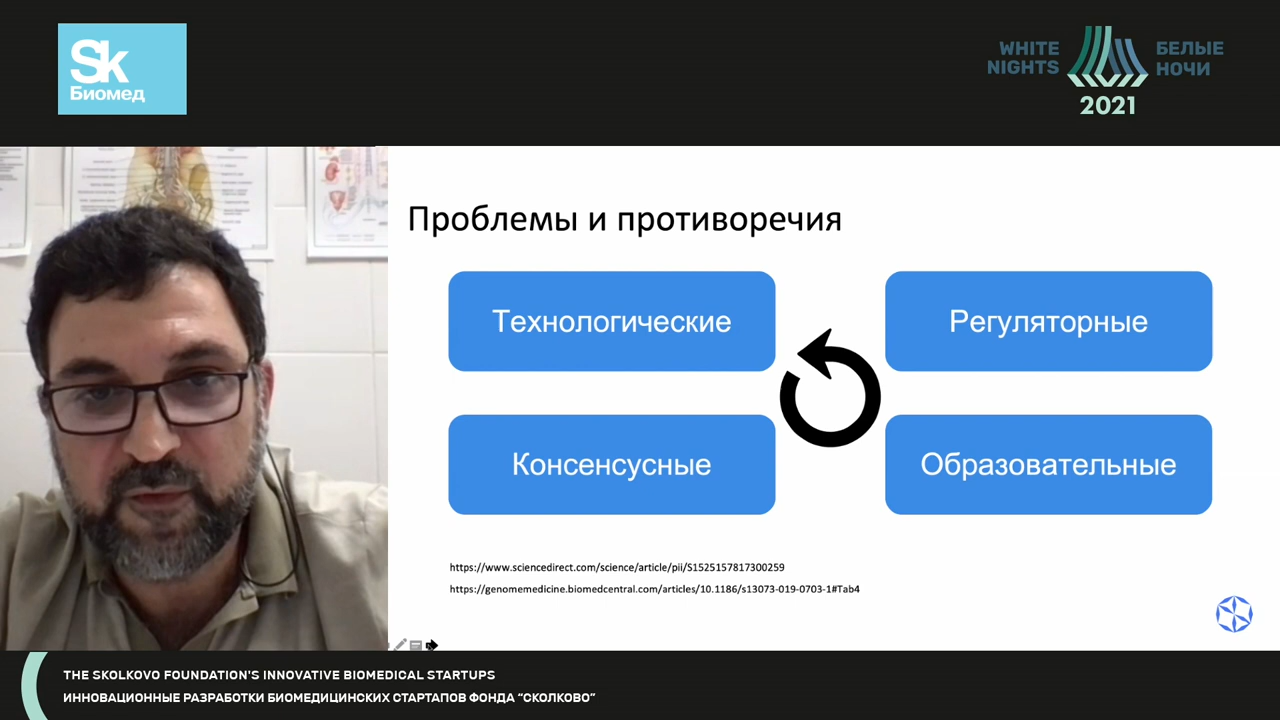 Sk
Биомед
WHITE
NIGHTS
БЕЛЫЕ
НОЧИ
2021
Проблемы и противоречия
Технологические
Регуляторные
Консенсусные
Образовательные
https://www.sciencedirect.com/science/article/pii/S1525157817300259
https://genomemedicine.biomedcentral.com/articles/10.1186/s13073-019-0703-1#Tab4
THE SKOLKOVO FOUNDATION'S INNOVATIVE BIOMEDICAL STARTUPS
ИННОВАЦИОННЫЕ РАЗРАБОТКИ БИОМЕДИЦИНСКИХ СТАРТАПОВ ФОНДА "СКОЛКОВО"